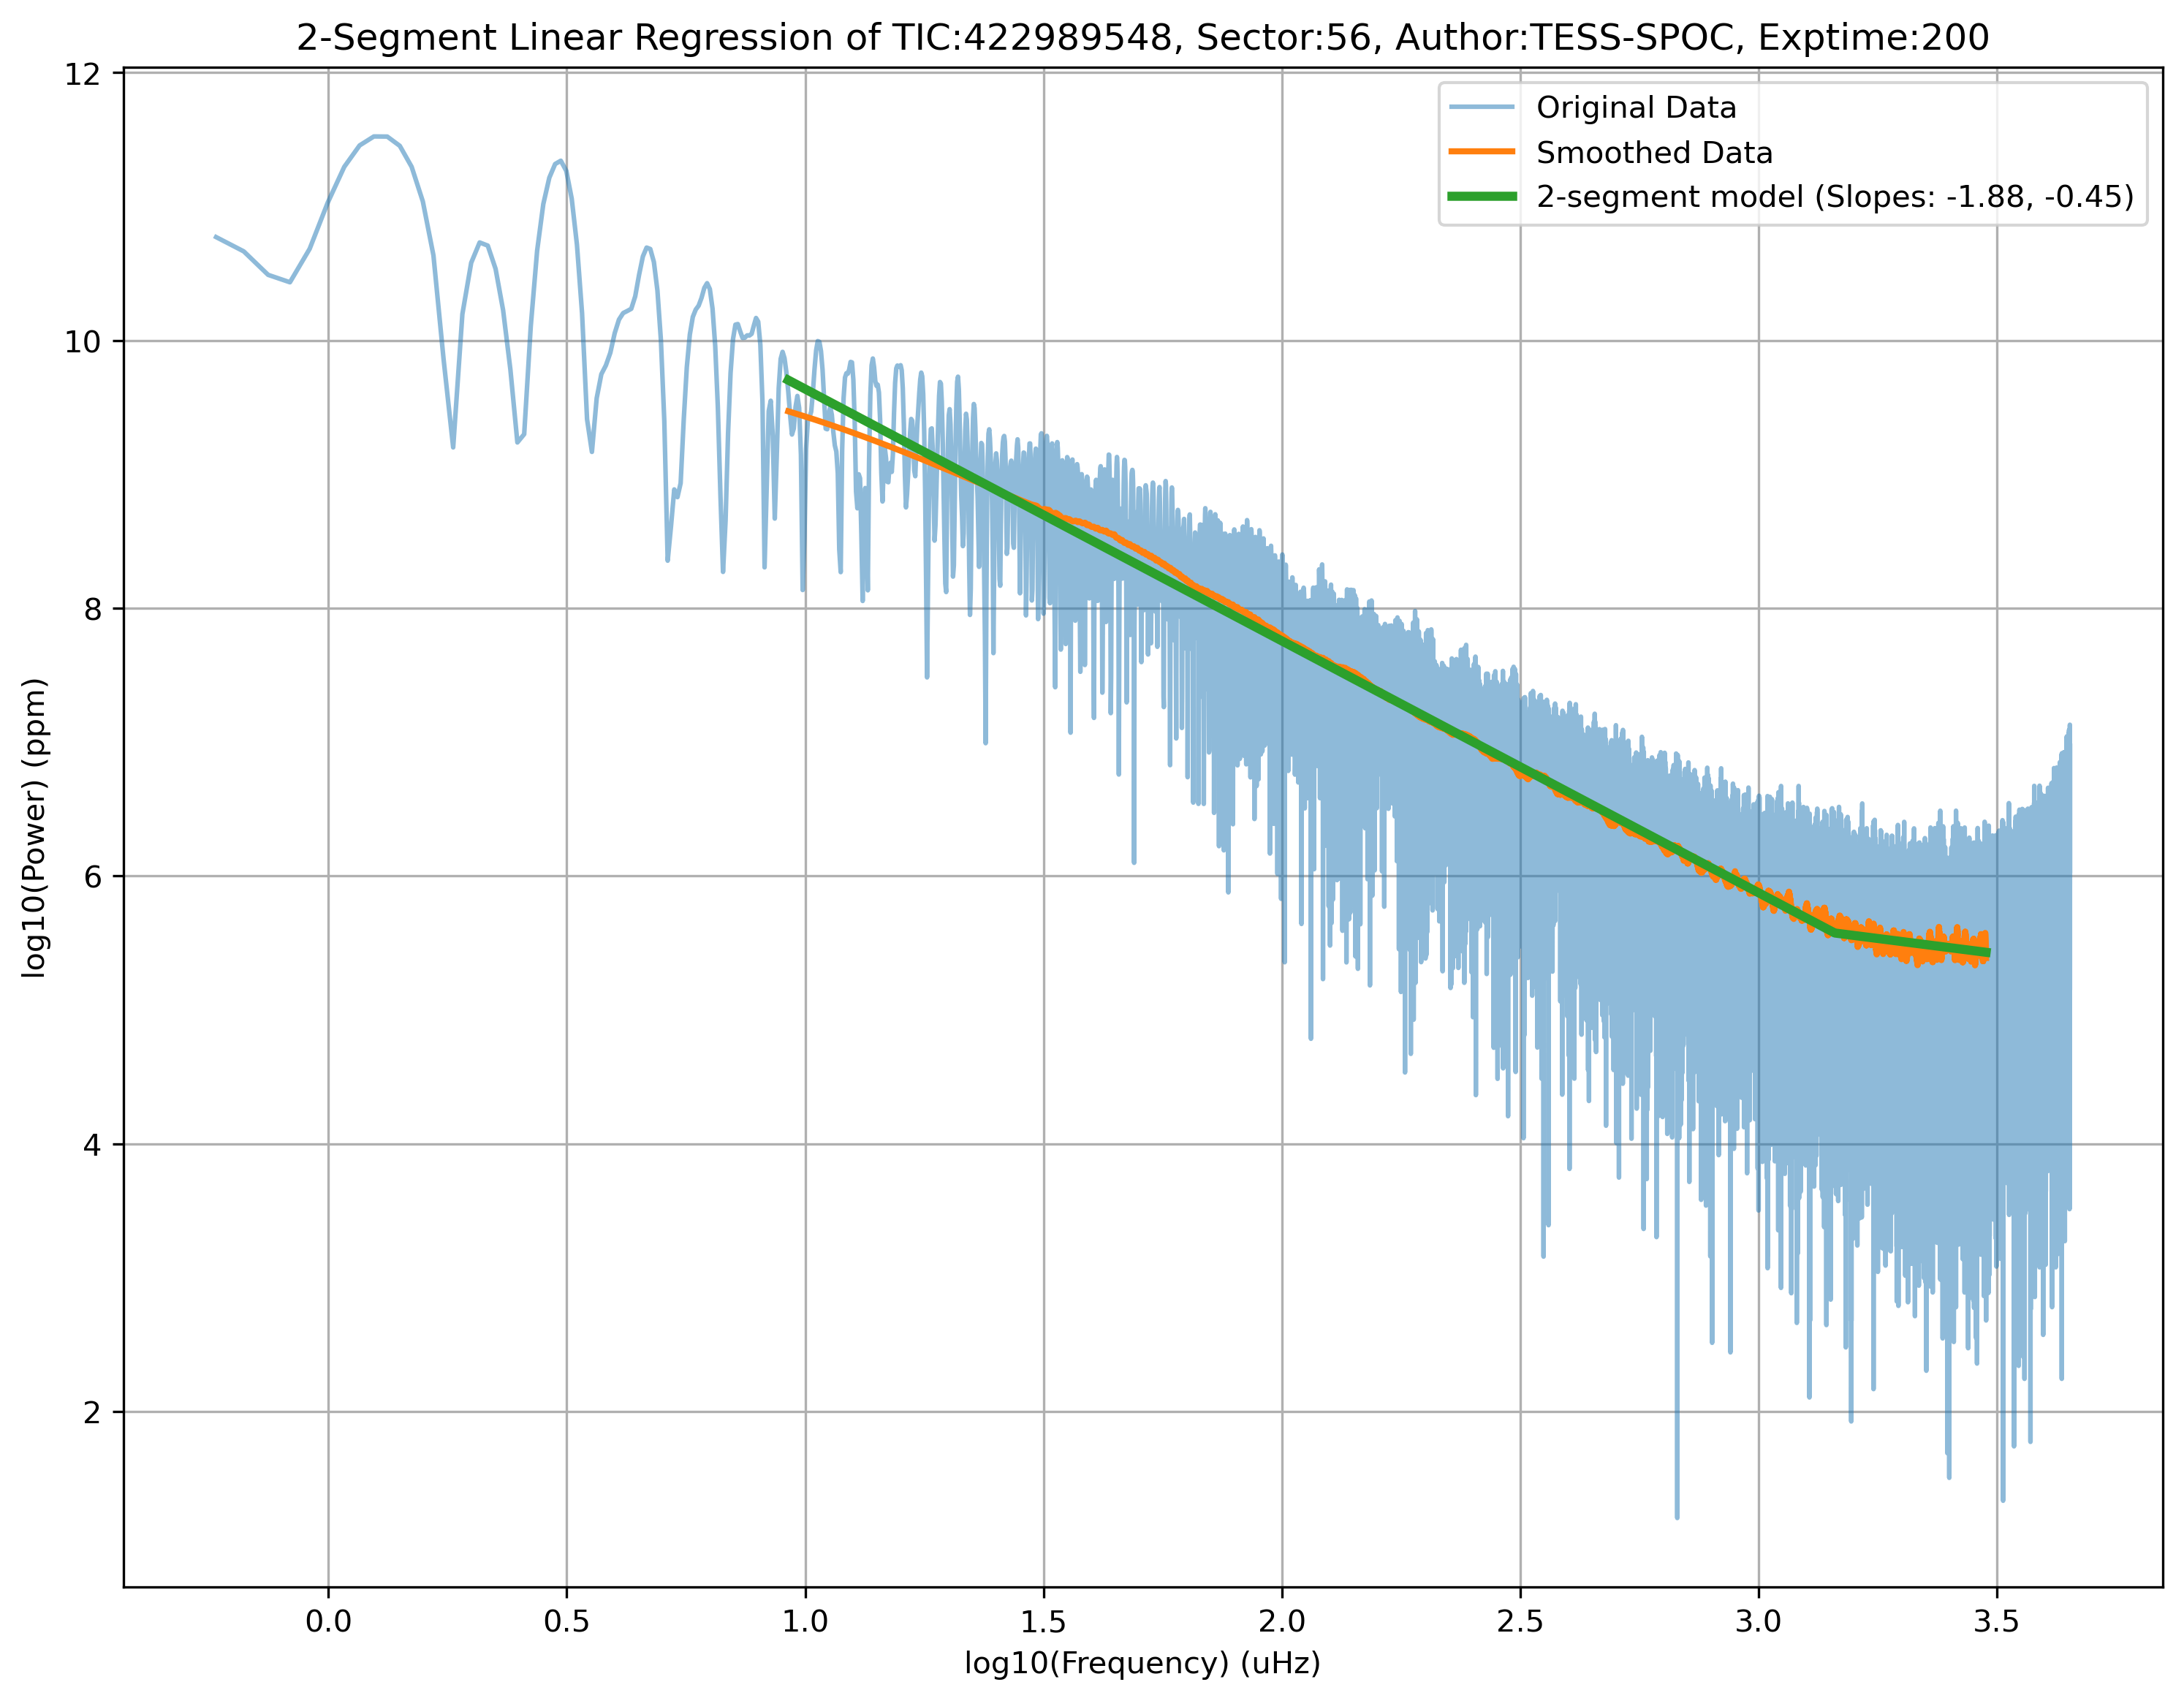 2-Segment Linear Regression of TIC:422989548, Sector:56, Author:TESS-SPOC, Exptime:200
Original Data
Smoothed Data
2-segment model (Slopes: -1.88, -0.45)
log10(Power) (ppm)
12
10
8
6
4
2
0.0 0.5 1.0 1.5 2.0 2.5 3.0 3.5
log10(Frequency) (uHz)